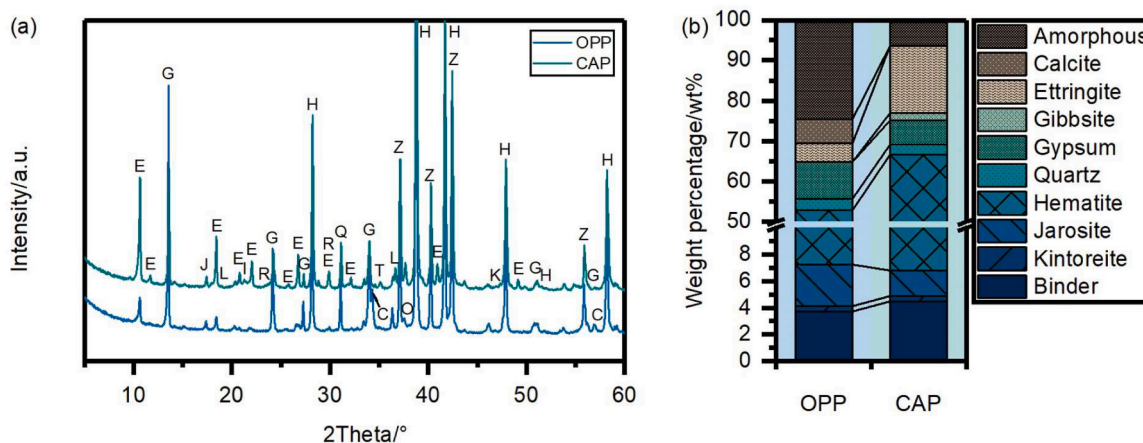 (a)
Intensity/a.u.
OPP
CAP
E
E
G
J
E
L
E
I
E
R
G
E
E
G
H
R
E
Q
E
G
T
C
L
Z
O
H
Z
E
H
Z
K
H
E
G
H
Z
G
C
H
10
20
30
40
50
60
2Theta/°
(b)
Weight percentage/wt%
100
90
80
70
60
50
8
6
4
2
0
OPP
CAP
Amorphous
Calcite
Ettringite
Gibbsite
Gypsum
Quartz
Hematite
Jarosite
Kintoreite
Binder